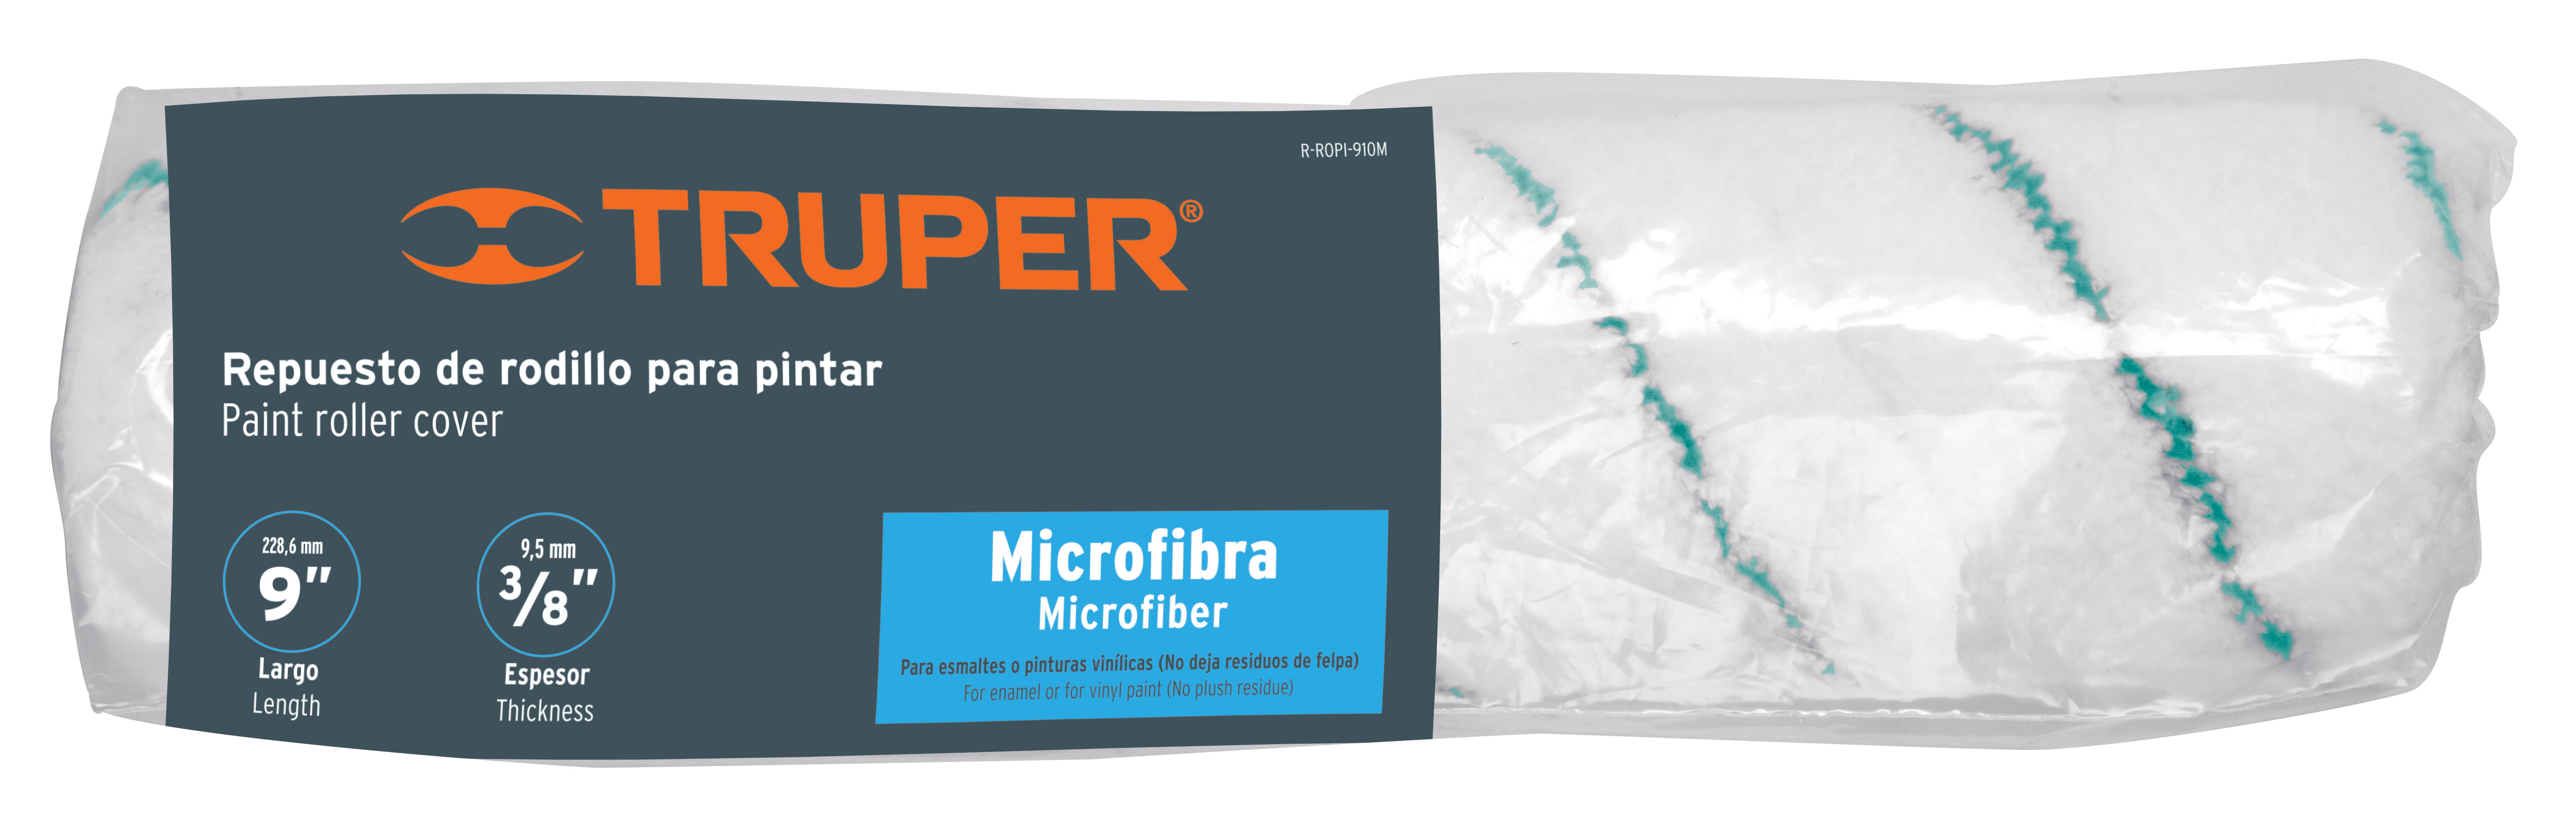 R-ROPI-910M
TRUPER®
Repuesto de rodillo para pintar
Paint roller cover
228,6 mm
9"
Largo
Length
9,5 mm
3/8"
Espesor
Thickness
Microfibra
Microfiber
Para esmaltes o pinturas vinílicas (No deja residuos de felpa)
For enamel or for vinyl paint (No plush residue)